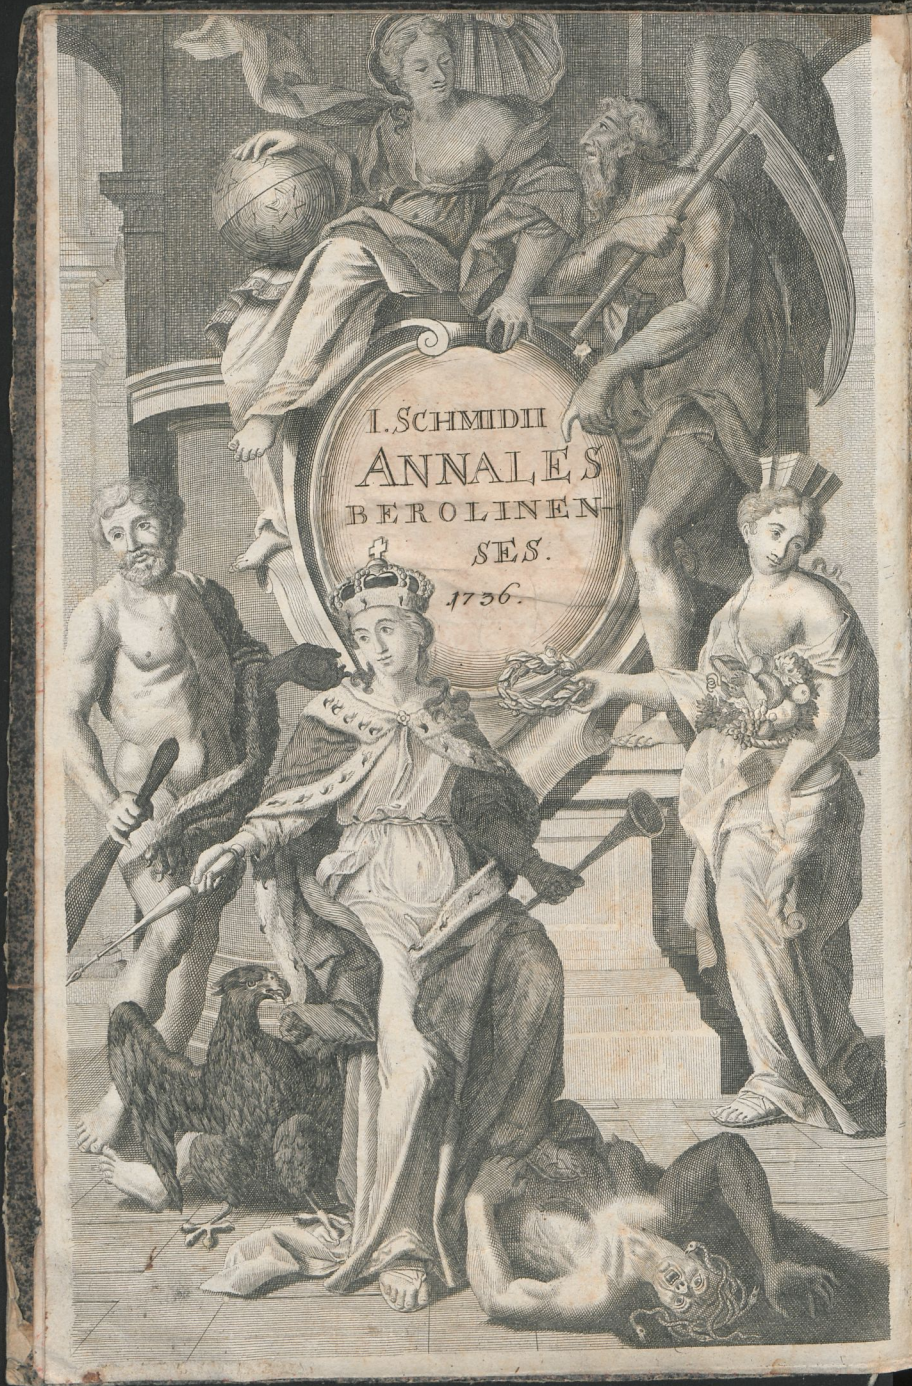 I. SCHMIDII
ANNALES
BEROLINEN-
SES.
1736.